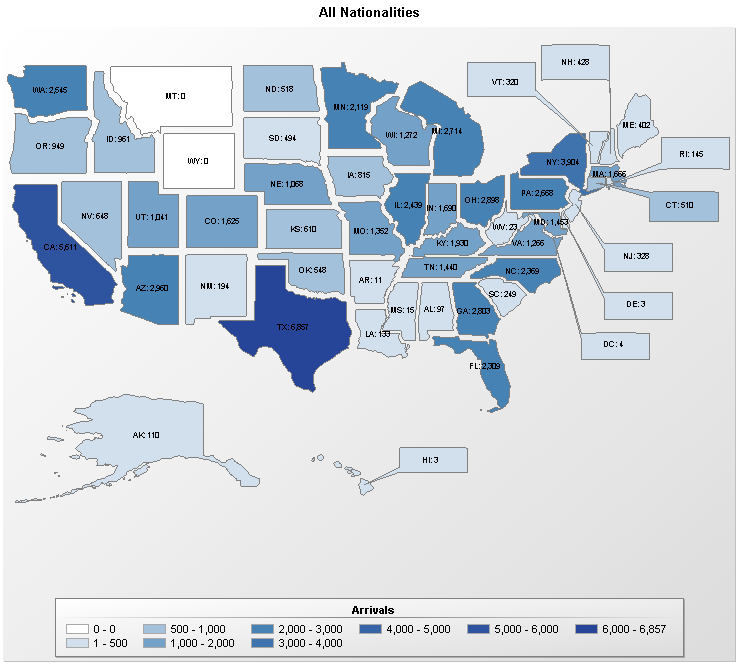 All Nationalities
NH: 428
VT: 320
WA: 2,545
MT: 0
ND: 518
MN: 2,119
ME: 402
OR: 949
ID: 961
SD: 494
WI: 1,272
MI: 2,714
NY: 3,904
RI: 145
WY: 0
MA: 1,666
NV: 648
UT: 1,041
CO: 1,625
NE: 1,068
IA: 815
IL: 2,439
IN: 1,690
OH: 2,898
PA: 2,668
CT: 510
CA: 5,611
KS: 610
MO: 1,352
KY: 1,930
WV: 23
VA: 1,266
MD: 1,453
NJ: 328
AZ: 2,960
NM: 194
OK: 548
AR: 11
TN: 1,440
NC: 2,369
DE: 3
TX: 6,857
LA: 133
MS: 15
AL: 97
GA: 2,803
SC: 249
DC: 4
FL: 2,309
AK: 110
HI: 3
Arrivals
0 - 0
500 - 1,000
2,000 - 3,000
4,000 - 5,000
5,000 - 6,000
6,000 - 6,857
1 - 500
1,000 - 2,000
3,000 - 4,000